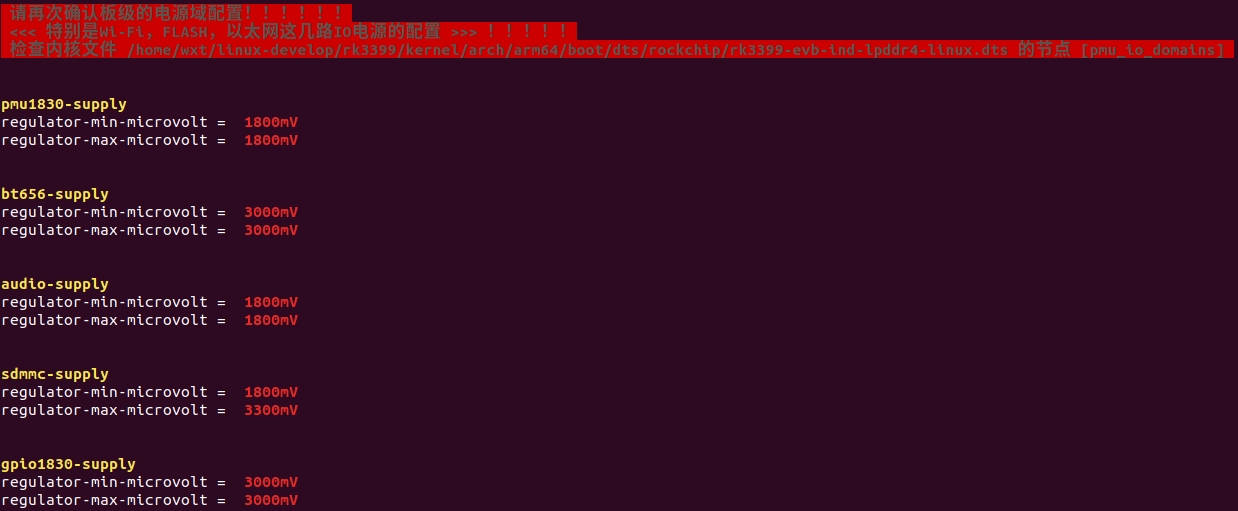 请再次确认板级的电源域配置！！！！！！
<<< 特别是Wi-Fi，FLASH，以太网这几路IO电源的配置 >>> ！！！！！
检查内核文件 /home/wxt/linux-develop/rk3399/kernel/arch/arm64/boot/dts/rockchip/rk3399-evb-ind-lpddr4-linux.dts 的节点 [pmu_io_domains]
pmu1830-supply
regulator-min-microvolt = 1800mV
regulator-max-microvolt = 1800mV
bt656-supply
regulator-min-microvolt = 3000mV
regulator-max-microvolt = 3000mV
audio-supply
regulator-min-microvolt = 1800mV
regulator-max-microvolt = 1800mV
sdmmc-supply
regulator-min-microvolt = 1800mV
regulator-max-microvolt = 3300mV
gpio1830-supply
regulator-min-microvolt = 3000mV
regulator-max-microvolt = 3000mV